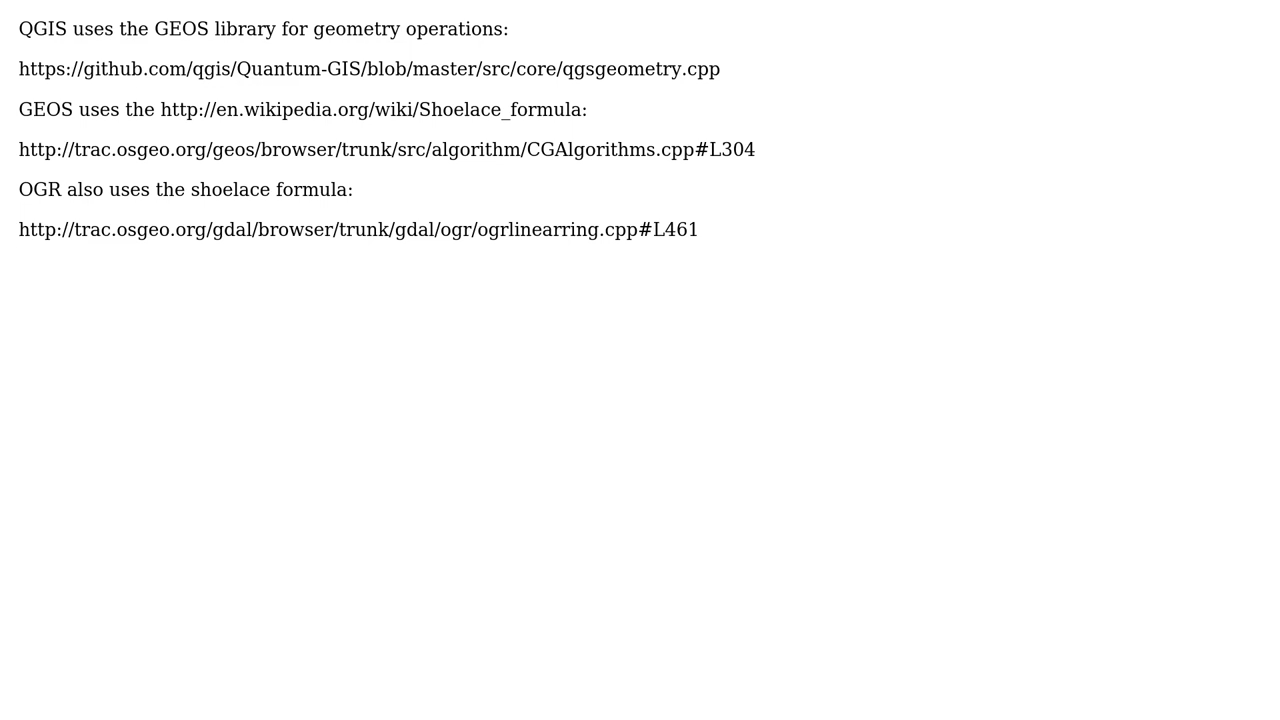 QGIS uses the GEOS library for geometry operations:
https://github.com/qgis/Quantum-GIS/blob/master/src/core/qgsgeometry.cpp
GEOS uses the http://en.wikipedia.org/wiki/Shoelace_formula:
http://trac.osgeo.org/geos/browser/trunk/src/algorithm/CGAlgorithms.cpp#L304
OGR also uses the shoelace formula:
http://trac.osgeo.org/gdal/browser/trunk/gdal/ogr/ogrlinearring.cpp#L461